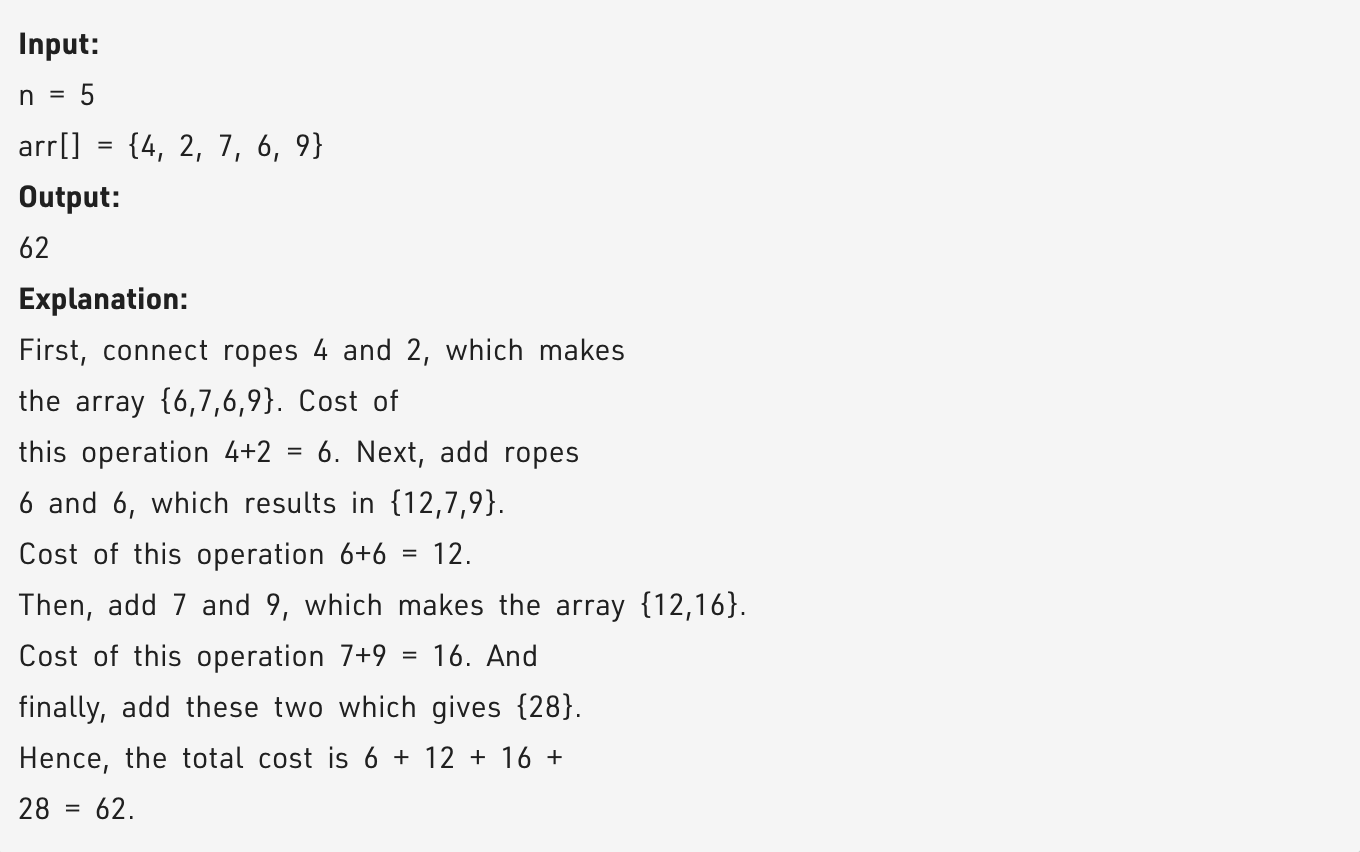 Input:
n = 5
arr[] = {4, 2, 7, 6, 9}
Output:
62
Explanation:
First, connect ropes 4 and 2, which makes
the array {6,7,6,9}. Cost of
this operation 4+2 = 6. Next, add ropes
6 and 6, which results in {12,7,9}.
Cost of this operation 6+6 = 12.
Then, add 7 and 9, which makes the array {12,16}.
Cost of this operation 7+9 = 16. And
finally, add these two which gives {28}.
Hence, the total cost is 6 + 12 + 16 +
28 = 62.